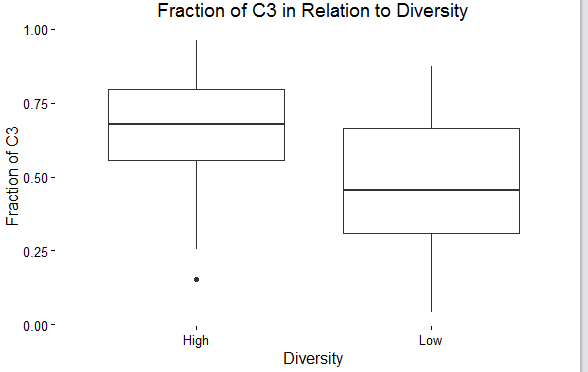 Fraction of C3 in Relation to Diversity
1.00
0.75
0.50
0.25
0.00
Fraction of C3
High
Low
Diversity